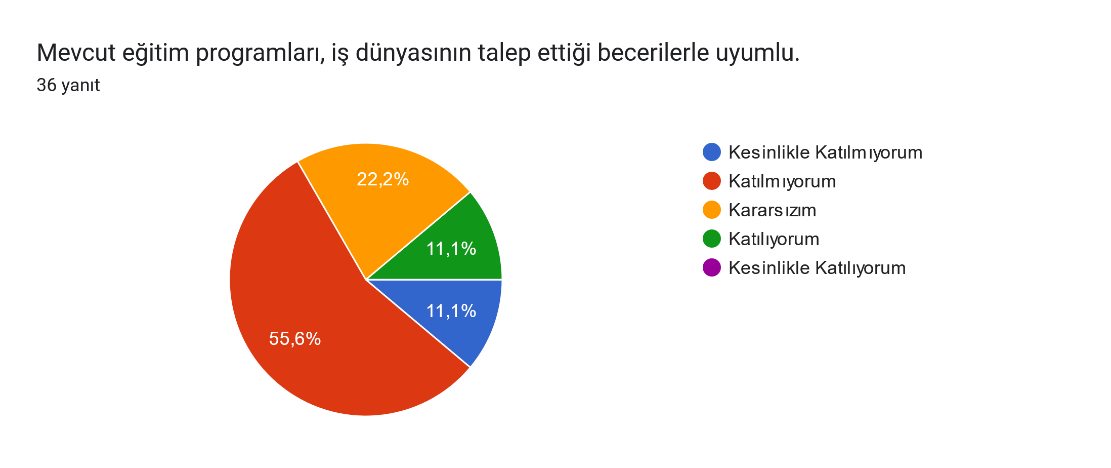 Mevcut eğitim programları, iş dünyasının talep ettiği becerilerle uyumlu.
36 yanıt
22,2%
11,1%
11,1%
55,6%
Kesinlikle Katılmıyorum
Katılmıyorum
Kararsızım
Katılıyorum
Kesinlikle Katılıyorum